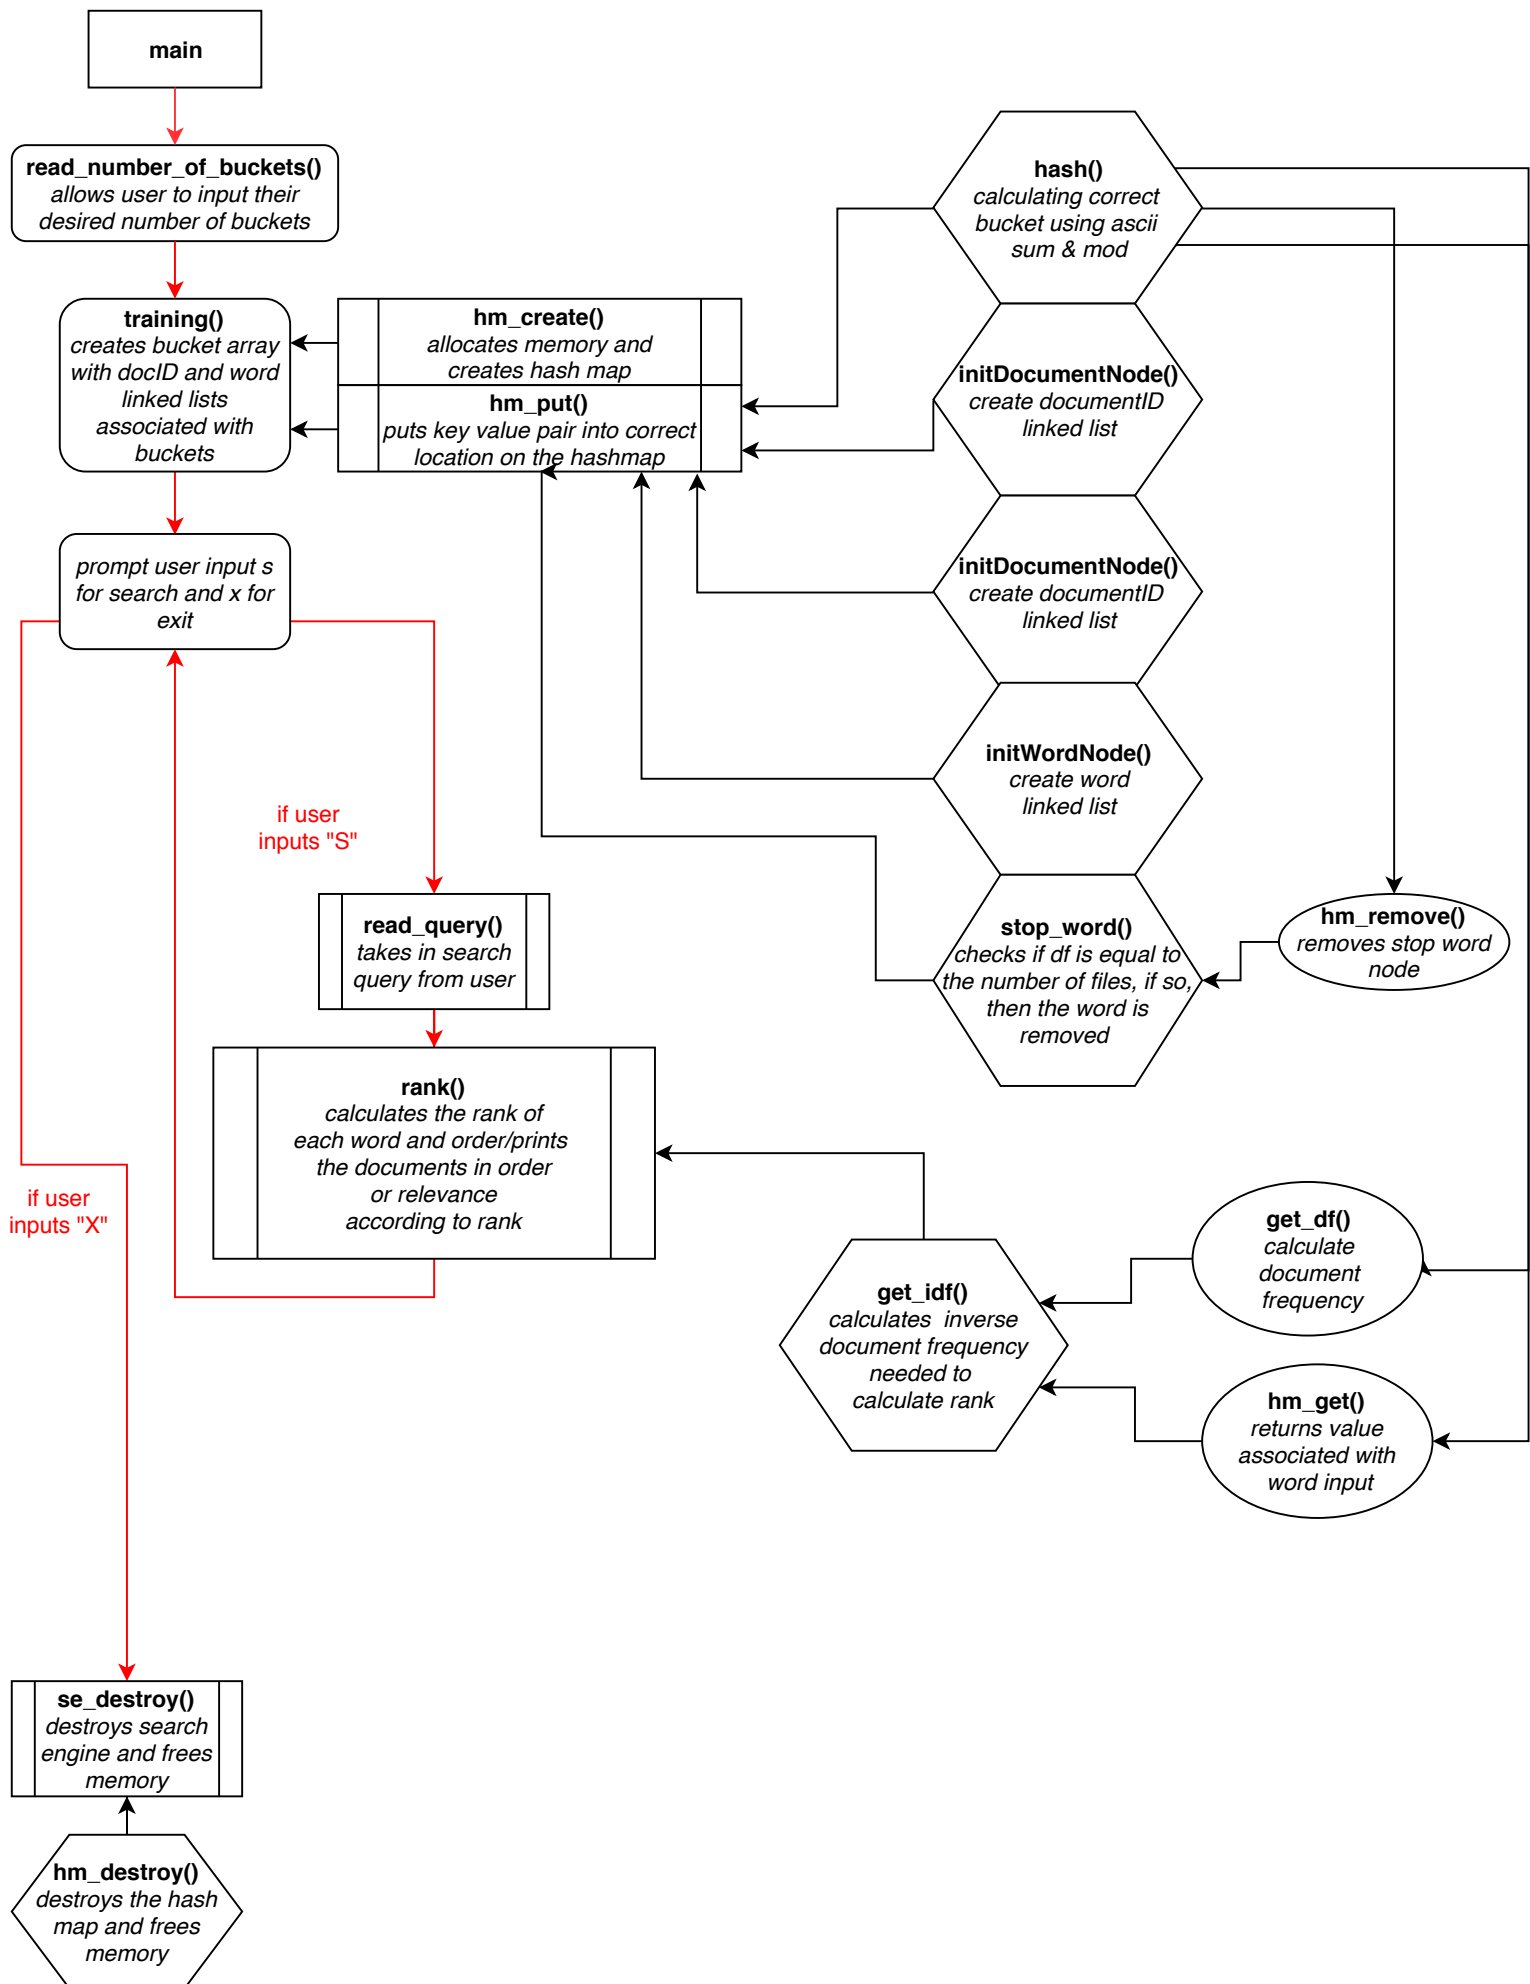 main
read_number_of_buckets()
allows user to input their
desired number of buckets
training()
creates bucket array
with docID and word
linked lists
associated with
buckets
hm_create()
allocates memory and
creates hash map
hm_put()
puts key value pair into correct
location on the hashmap
hash()
calculating correct
bucket using ascii
sum & mod
initDocumentNode()
create documentID
linked list
initDocumentNode()
create documentID
linked list
initWordNode()
create word
linked list
stop_word()
checks if df is equal to
the number of files, if so,
then the word is
removed
hm_remove()
removes stop word
node
prompt user input s
for search and x for
exit
if user
inputs "S"
read_query()
takes in search
query from user
rank()
calculates the rank of
each word and order/prints
the documents in order
or relevance
according to rank
if user
inputs "X"
get_idf()
calculates  inverse
document frequency
needed to
calculate rank
get_df()
calculate
document
frequency
hm_get()
returns value
associated with
word input
se_destroy()
destroys search
engine and frees
memory
hm_destroy()
destroys the hash
map and frees
memory